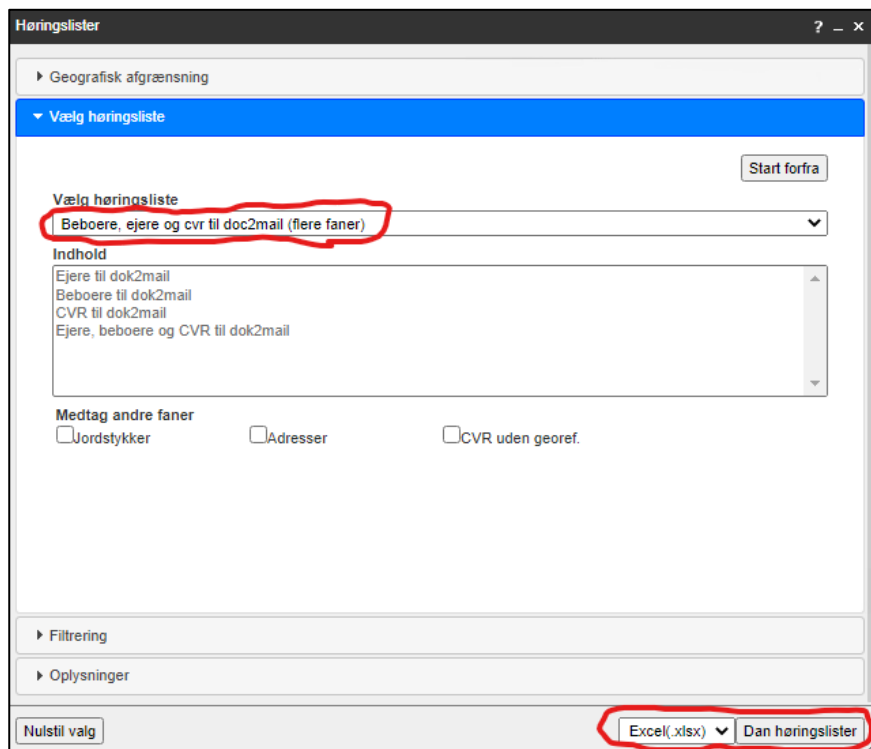 Høringslister ? _ x
Geografisk afgrænsning
Vælg høringsliste
Start forfra
Vælg høringsliste
Beboere, ejere og cvr til doc2mail (flere faner)
Indhold
Ejere til dok2mail
Beboere til dok2mail
CVR til dok2mail
Ejere, beboere og CVR til dok2mail
Medtag andre faner
Jordstykker Adresser CVR uden georef.
Filtrering
Oplysninger
Nulstil valg Excel(.xlsx) Dan høringslister